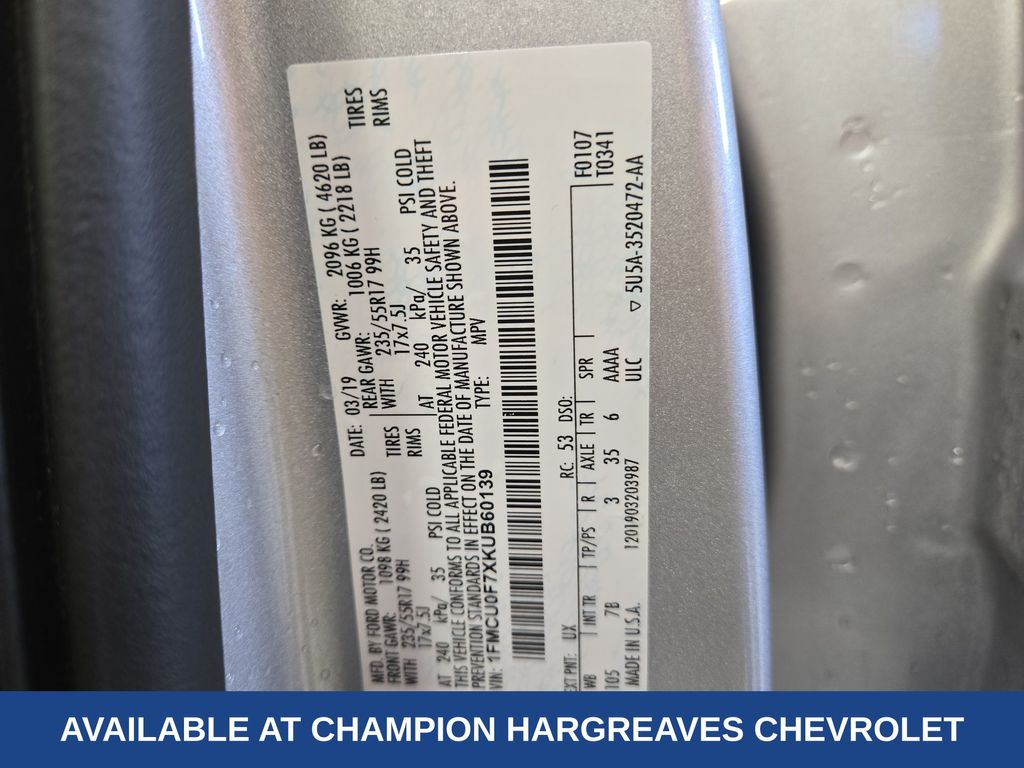 MFD. BY FORD MOTOR CO. DATE: 03/19 GVWR: 2096 KG ( 4620 LB)
FRONT GAWR: 1098 KG ( 2420 LB) REAR GAWR: 1006 KG ( 2218 LB)
WITH 235/55R17 99H TIRES WITH 235/55R17 99H TIRES
17x7.5J RIMS 17x7.5J RIMS
AT 240 kPa/ 35 PSI COLD AT 240 kPa/ 35 PSI COLD
THIS VEHICLE CONFORMS TO ALL APPLICABLE FEDERAL MOTOR VEHICLE SAFETY AND THEFT
PREVENTION STANDARDS IN EFFECT ON THE DATE OF MANUFACTURE SHOWN ABOVE.
VIN: 1FMCU0F7XKUB60139 TYPE: MPV
EXT PNT: UX RC: 53 DSO: F0107
WB INT TR TP/PS R AXLE TR SPR T0341
105 7B 3 35 6 AAAA
MADE IN U.S.A. 1201903203987 ULC ▽ 5U5A-3520472-AA
AVAILABLE AT CHAMPION HARGREAVES CHEVROLET